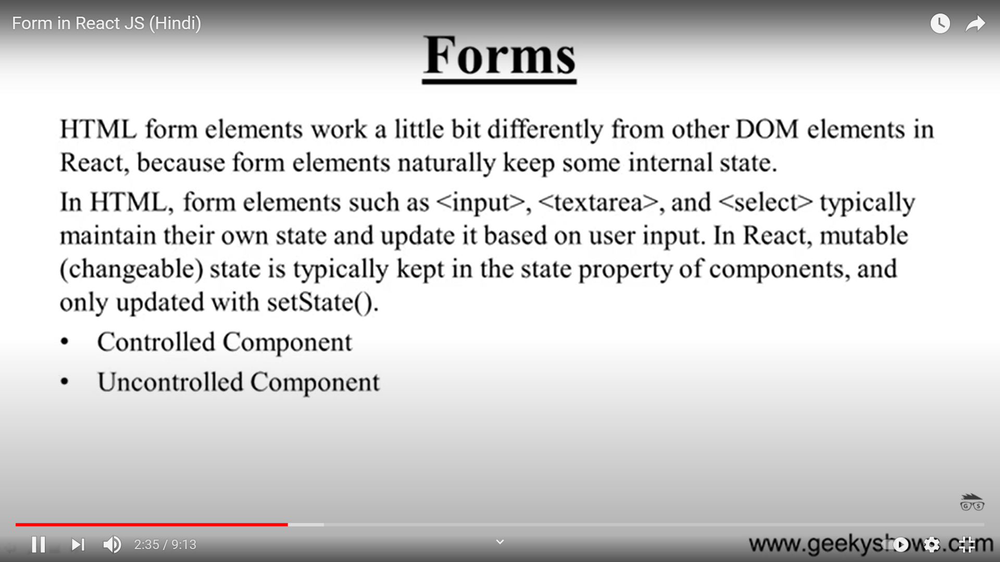 Form in React JS (Hindi)
Forms
HTML form elements work a little bit differently from other DOM elements in
React, because form elements naturally keep some internal state.
In HTML, form elements such as <input>, <textarea>, and <select> typically
maintain their own state and update it based on user input. In React, mutable
(changeable) state is typically kept in the state property of components, and
only updated with setState().
• Controlled Component
• Uncontrolled Component
G S
2:35 / 9:13
www.geekyshows.com